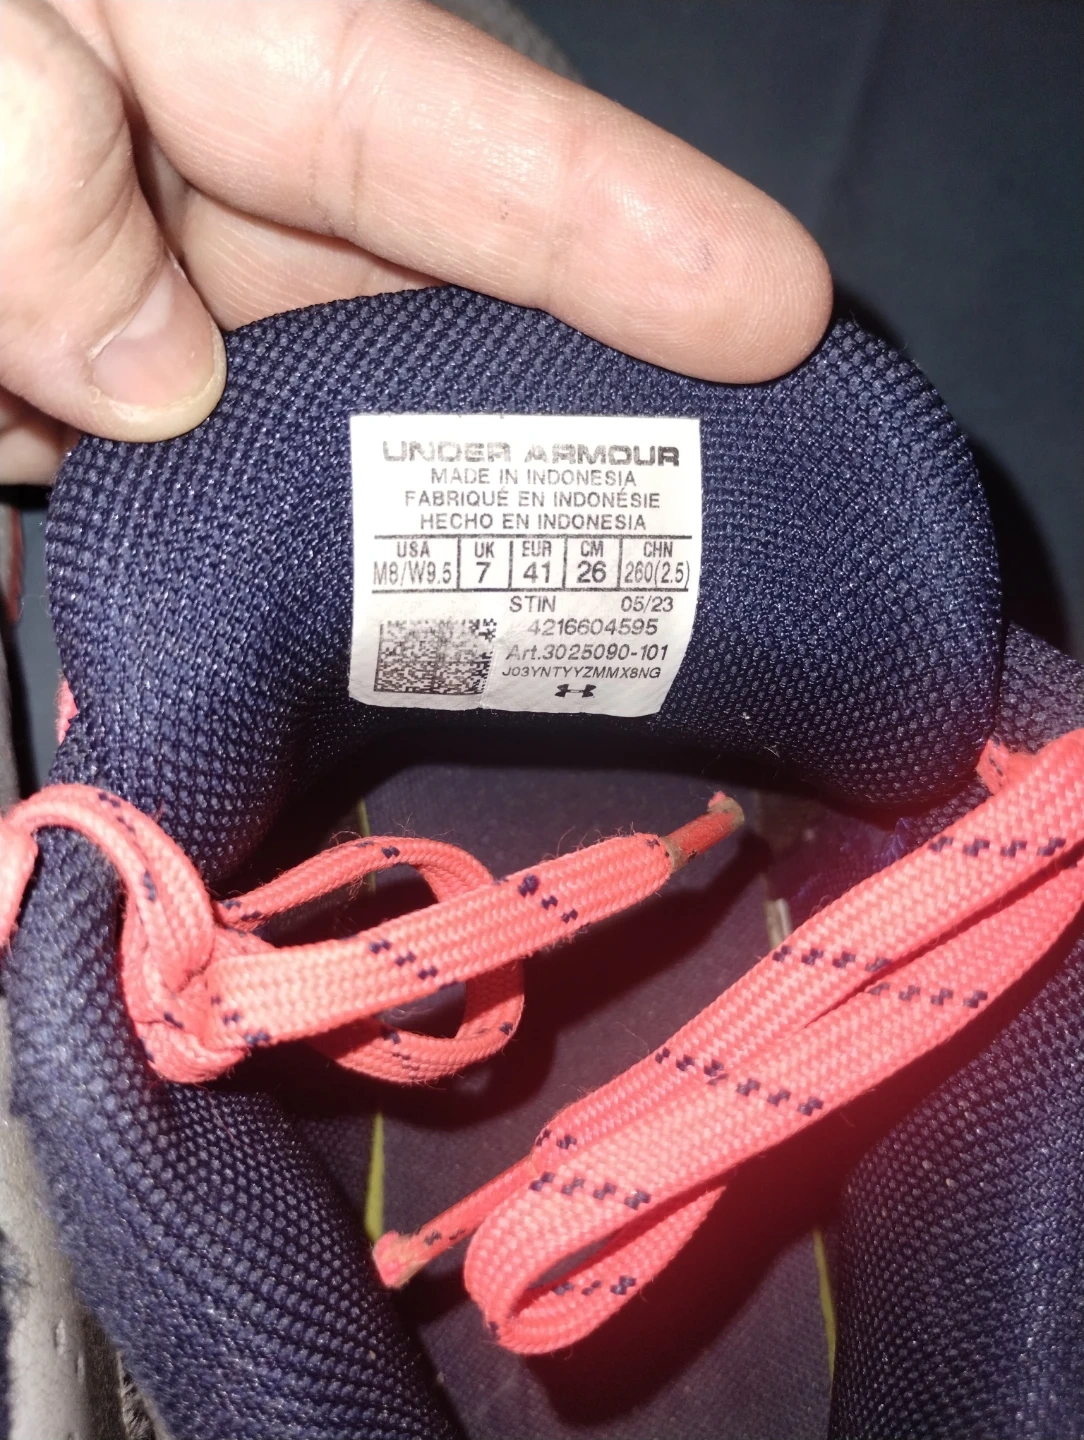 UNDER ARMOUR
MADE IN INDONESIA
FABRIQUÉ EN INDONÉSIE
HECHO EN INDONESIA
USA UK EUR CM CHN
M8/W9.5 7 41 26 260(2.5)
STIN 05/23
4216604595
Art.3025090-101
J03YNTYYZMMX8NG